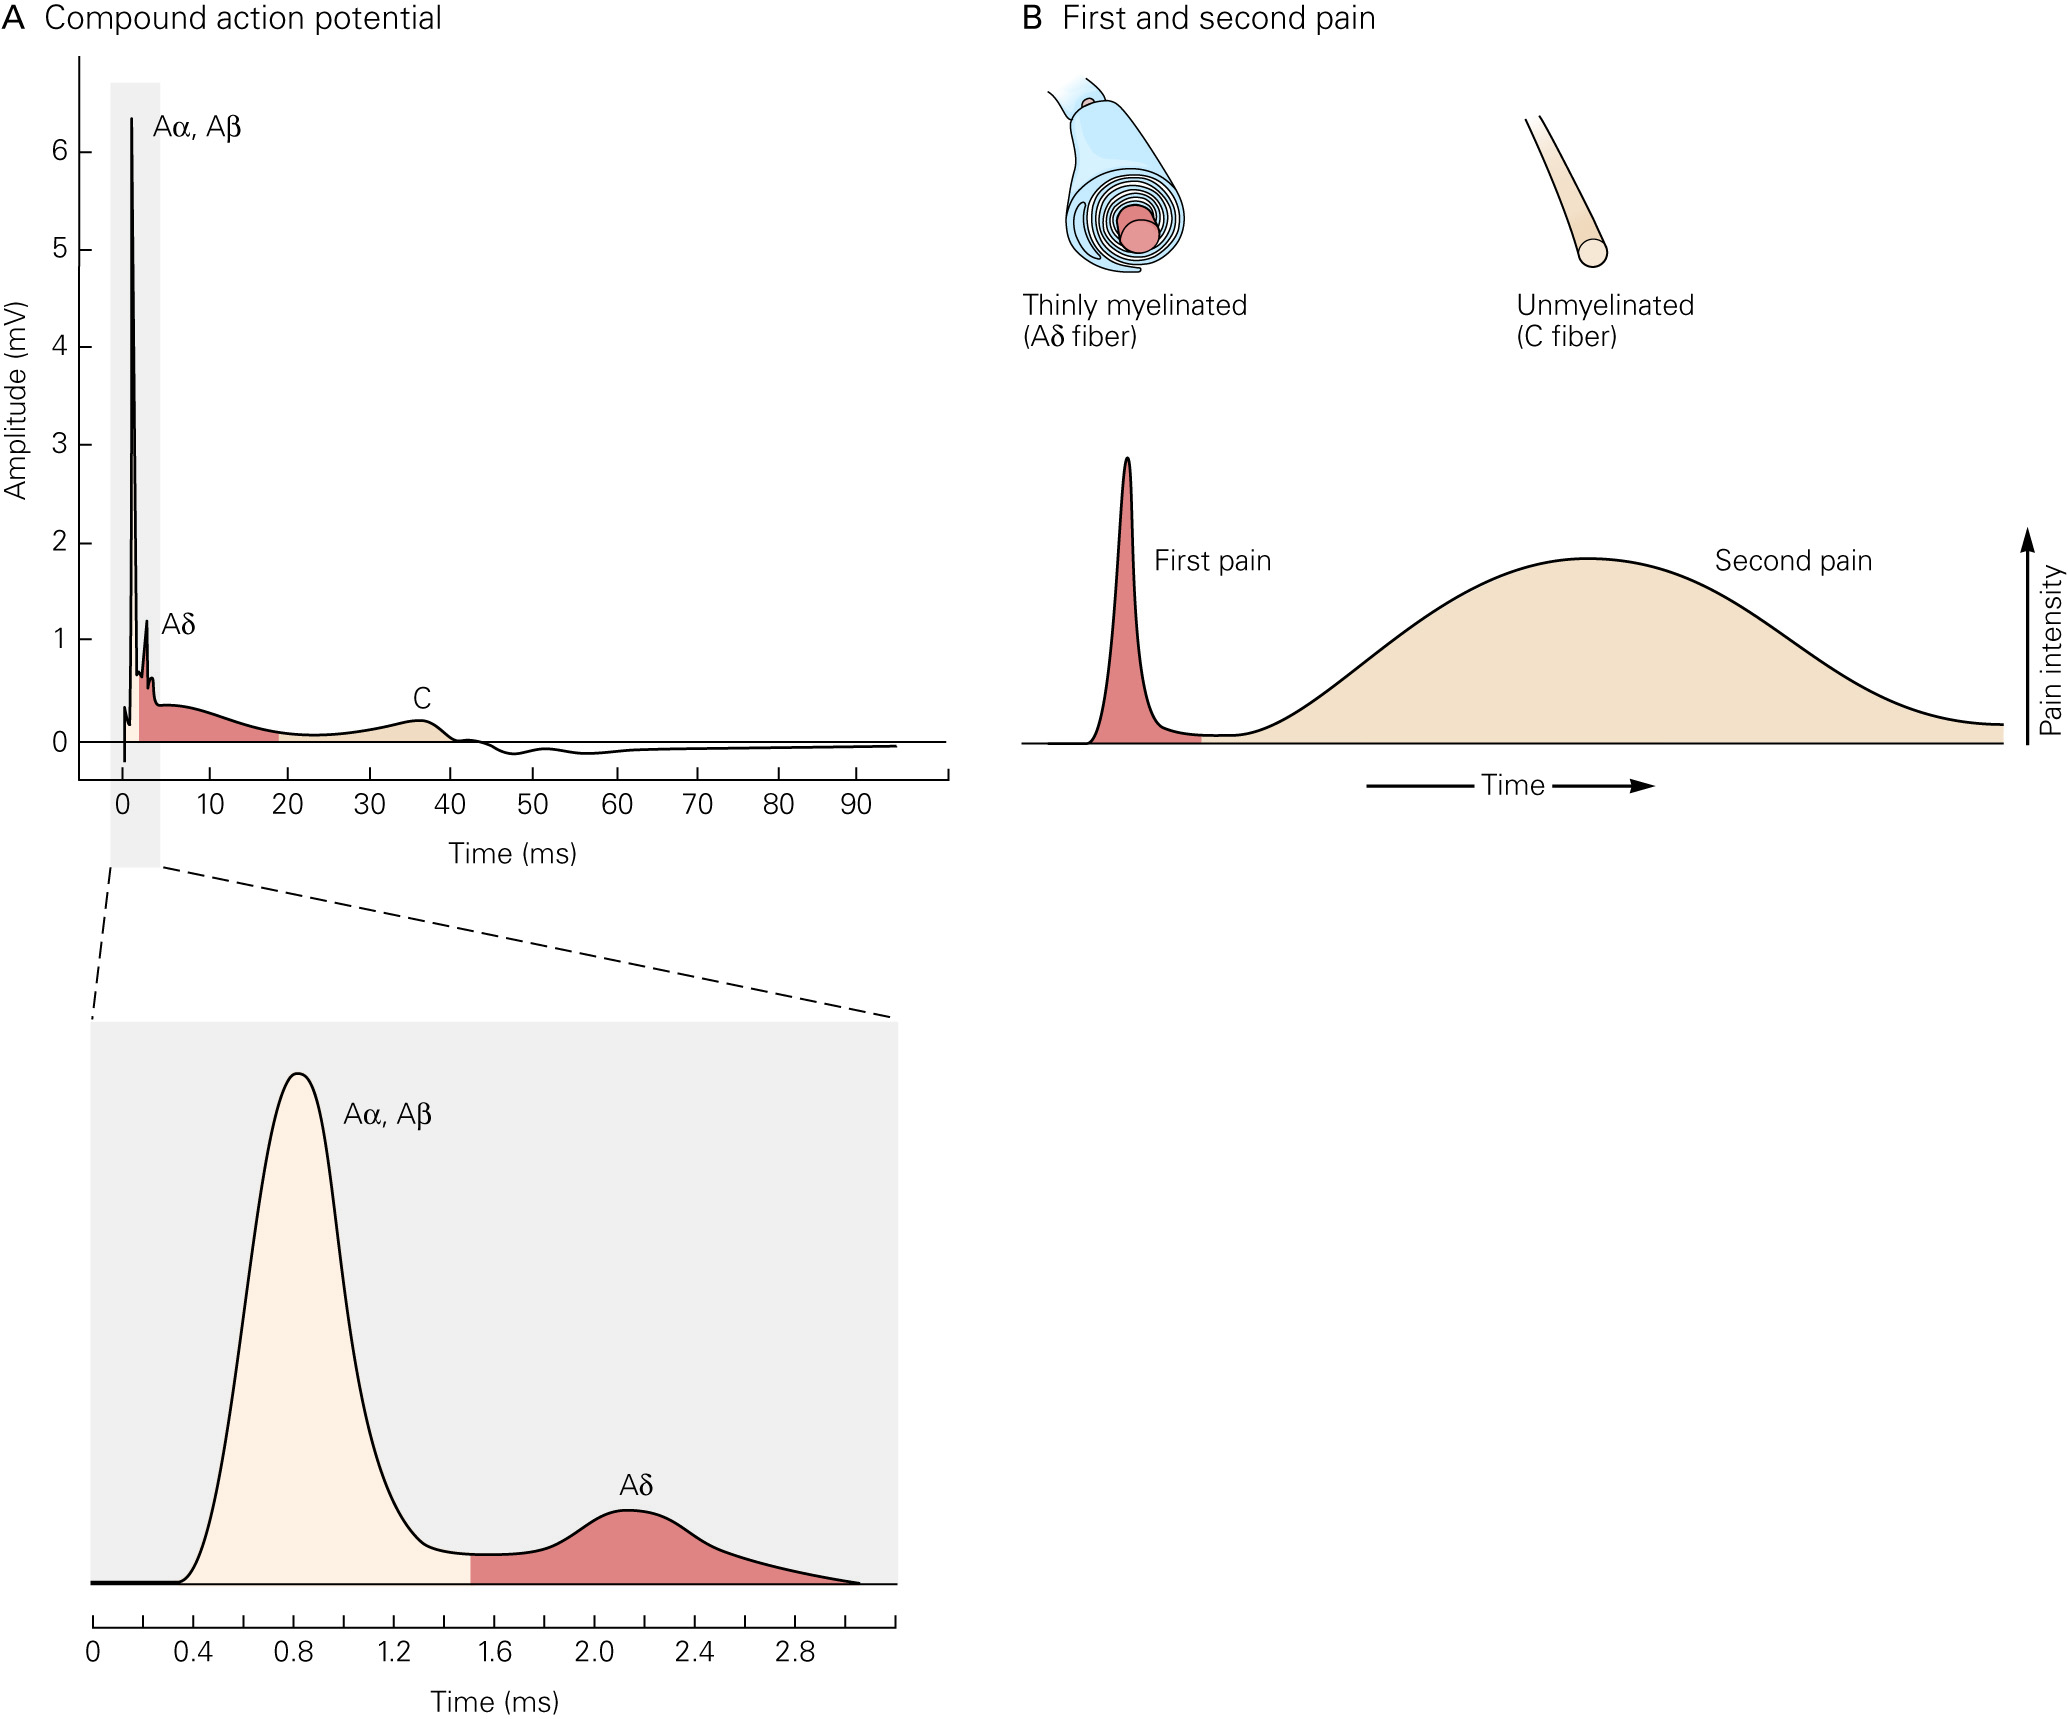 A Compound action potential
Amplitude (mV)
6
5
4
3
2
1
0
Aα, Aβ
Aδ
C
0 10 20 30 40 50 60 70 80 90
Time (ms)
Aα, Aβ
Aδ
0 0.4 0.8 1.2 1.6 2.0 2.4 2.8
Time (ms)
B First and second pain
Thinly myelinated
(Aδ fiber)
Unmyelinated
(C fiber)
First pain
Second pain
Pain intensity
Time